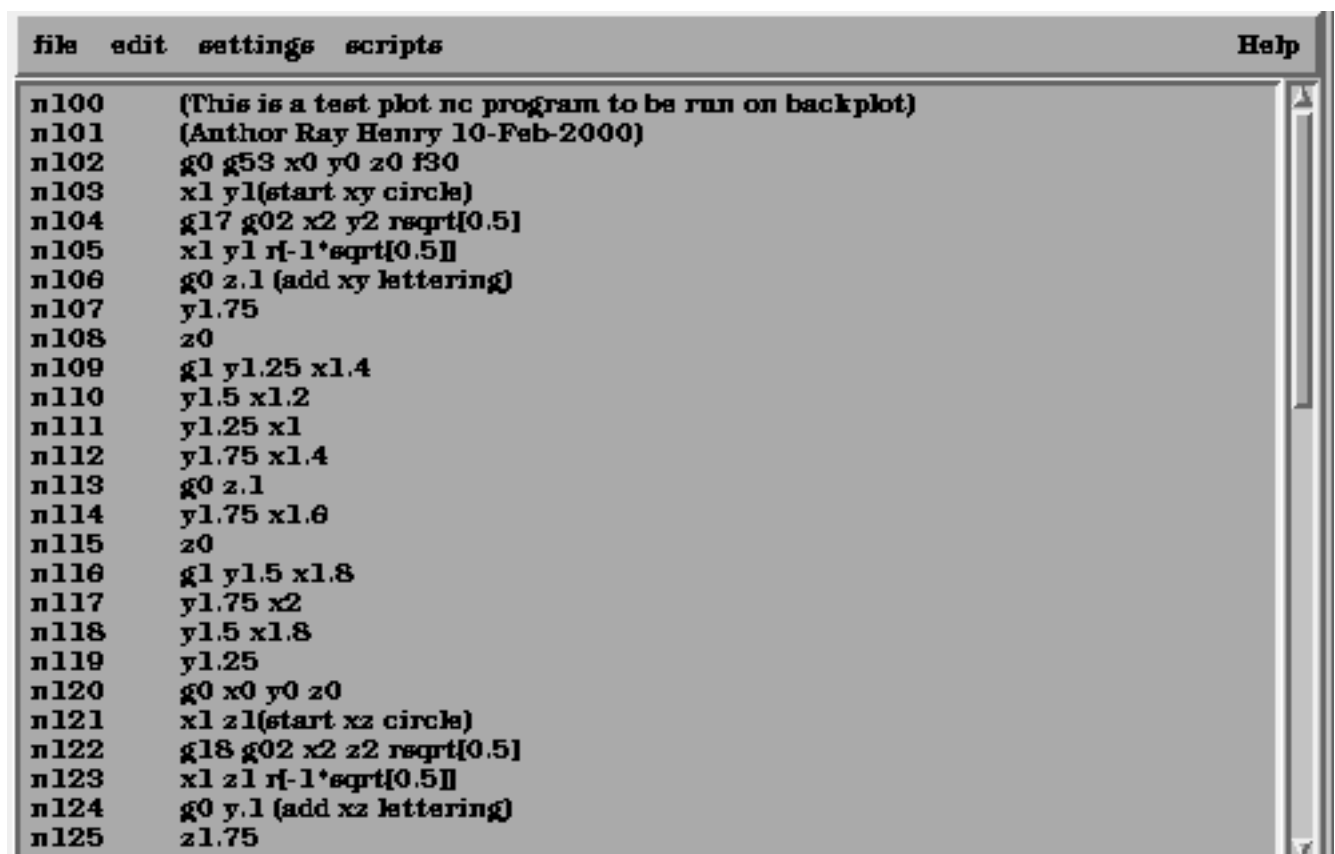 file edit settings scripts Help
n100 (This is a test plot nc program to be run on backplot)
n101 (Author Ray Henry 10-Feb-2000)
n102 g0 g53 x0 y0 z0 f30
n103 x1 y1(start xy circle)
n104 g17 g02 x2 y2 rsqrt[0.5]
n105 x1 y1 r[-1*sqrt[0.5]]
n106 g0 z.1 (add xy lettering)
n107 y1.75
n108 z0
n109 g1 y1.25 x1.4
n110 y1.5 x1.2
n111 y1.25 x1
n112 y1.75 x1.4
n113 g0 z.1
n114 y1.75 x1.6
n115 z0
n116 g1 y1.5 x1.8
n117 y1.75 x2
n118 y1.5 x1.8
n119 y1.25
n120 g0 x0 y0 z0
n121 x1 z1(start xz circle)
n122 g18 g02 x2 z2 rsqrt[0.5]
n123 x1 z1 r[-1*sqrt[0.5]]
n124 g0 y.1 (add xz lettering)
n125 z1.75